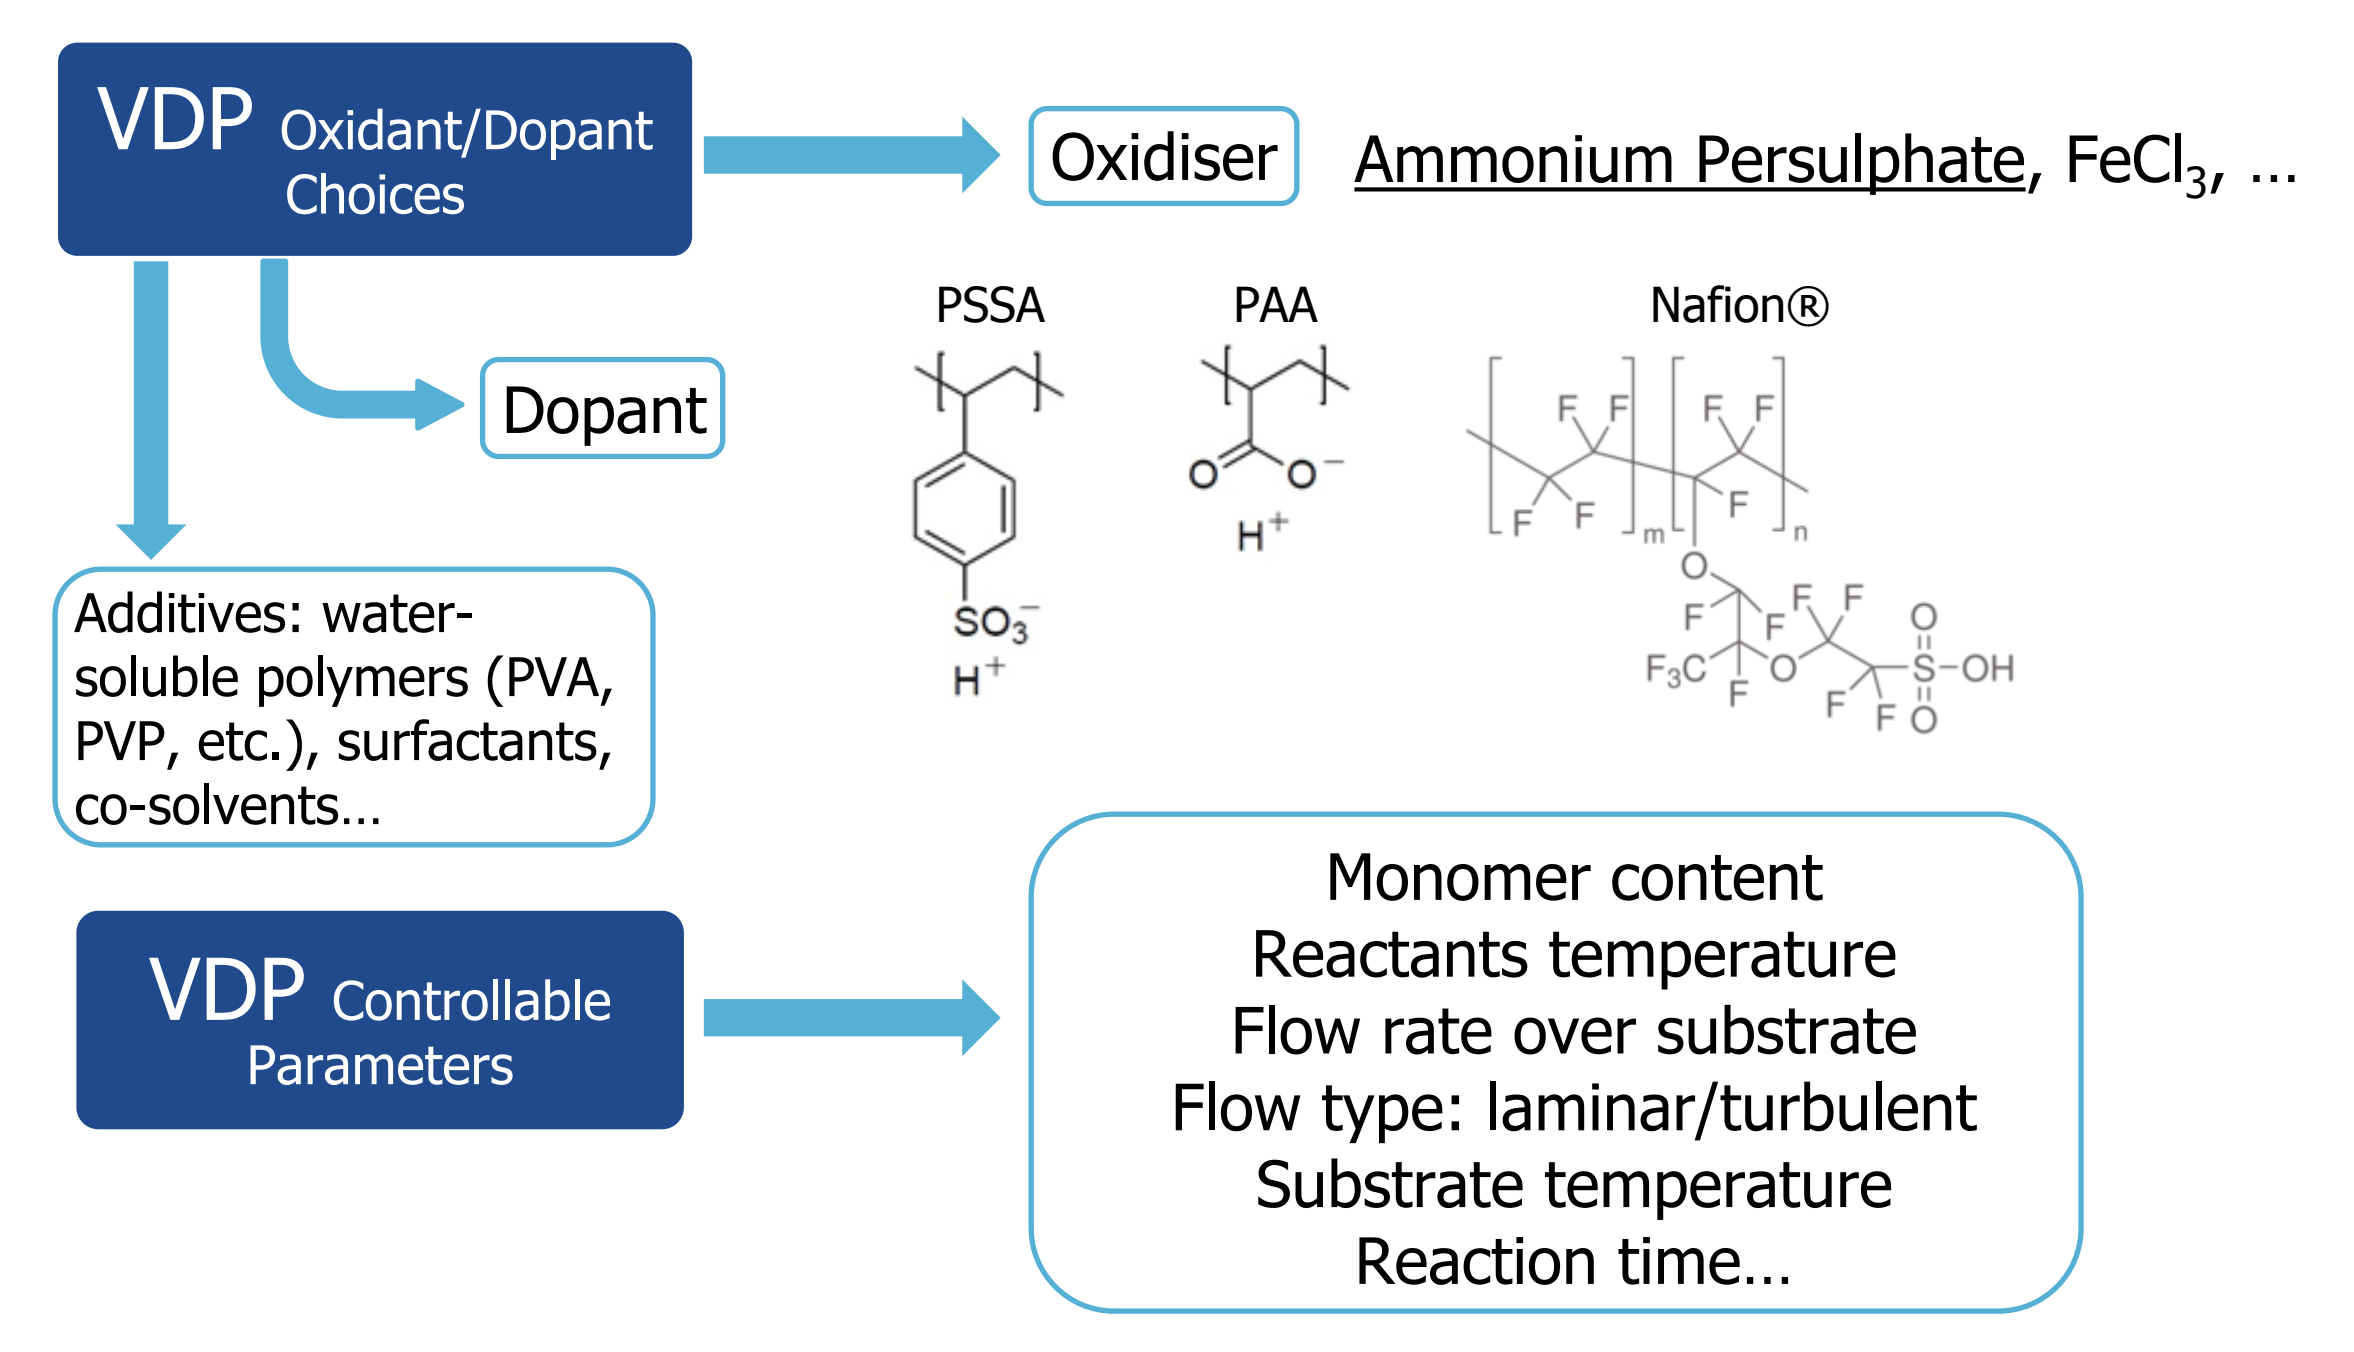 VDP Oxidant/Dopant
Choices
Oxidiser
Ammonium Persulphate, FeCl₃, ...
Dopant
PSSA
SO₃⁻
H⁺
PAA
O O⁻
H⁺
Nafion®
F F F F
F F F
m n
O
F F F F
F₃C F O F F
O
S–OH
O
Additives: water-
soluble polymers (PVA,
PVP, etc.), surfactants,
co-solvents...
VDP Controllable
Parameters
Monomer content
Reactants temperature
Flow rate over substrate
Flow type: laminar/turbulent
Substrate temperature
Reaction time...